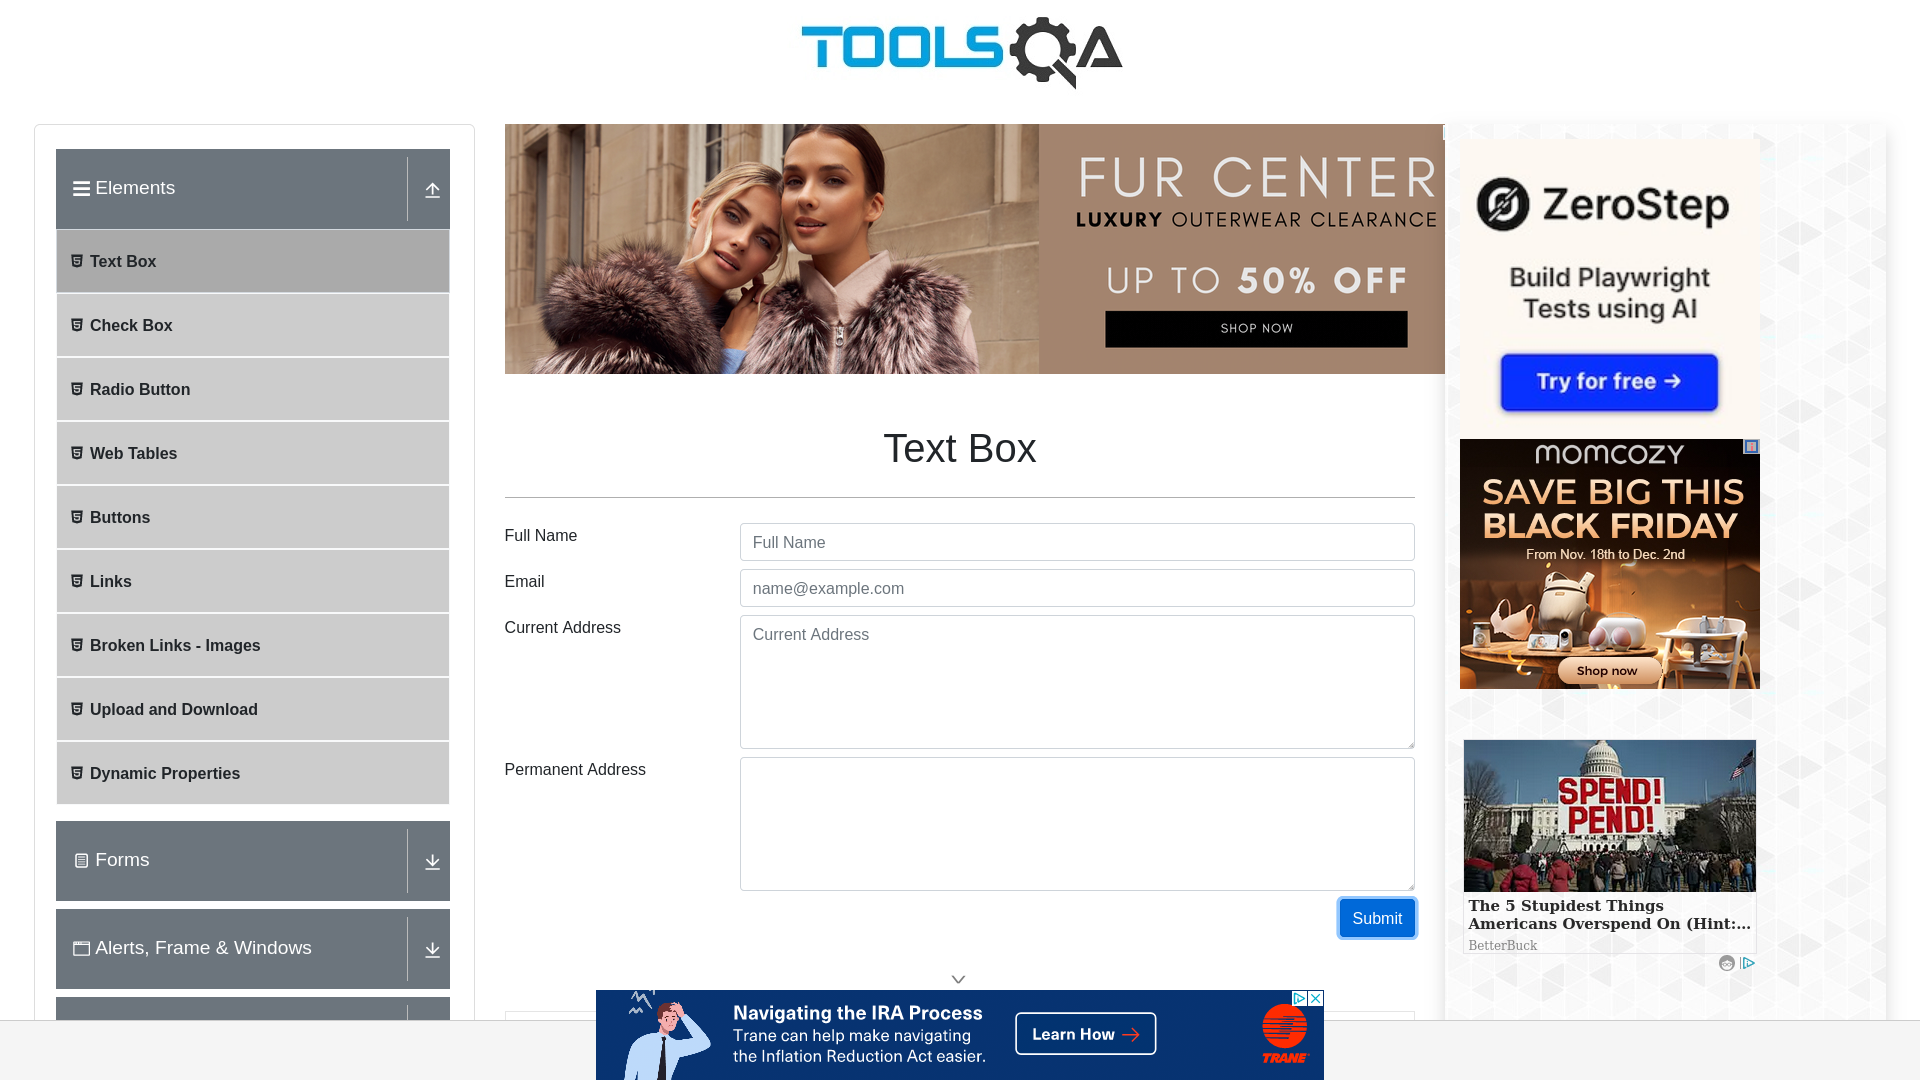 TOOLSQA
Elements
Text Box
Check Box
Radio Button
Web Tables
Buttons
Links
Broken Links - Images
Upload and Download
Dynamic Properties
Forms
Alerts, Frame & Windows
FUR CENTER
LUXURY OUTERWEAR CLEARANCE
UP TO 50% OFF
SHOP NOW
Text Box
Full Name
Full Name
Email
name@example.com
Current Address
Current Address
Permanent Address
Submit
ZeroStep
Build Playwright
Tests using AI
Try for free →
momcozy
SAVE BIG THIS
BLACK FRIDAY
From Nov. 18th to Dec. 2nd
Shop now
SPEND!
PEND!
The 5 Stupidest Things
Americans Overspend On (Hint:...
BetterBuck
Navigating the IRA Process
Trane can help make navigating
the Inflation Reduction Act easier.
Learn How →
TRANE